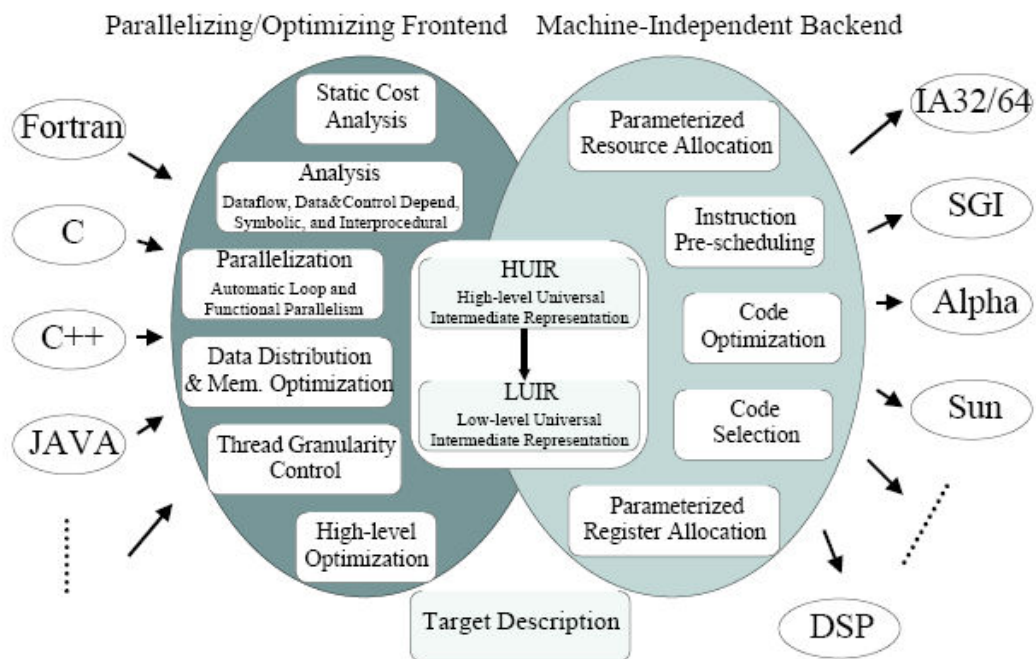 Parallelizing/Optimizing Frontend
Machine-Independent Backend
Fortran
C
C++
JAVA
Static Cost
Analysis
Analysis
Dataflow, Data&Control Depend,
Symbolic, and Interprocedural
Parallelization
Automatic Loop and
Functional Parallelism
Data Distribution
& Mem. Optimization
Thread Granularity
Control
High-level
Optimization
HUIR
High-level Universal
Intermediate Representation
LUIR
Low-level Universal
Intermediate Representation
Target Description
Parameterized
Resource Allocation
Instruction
Pre-scheduling
Code
Optimization
Code
Selection
Parameterized
Register Allocation
IA32/64
SGI
Alpha
Sun
DSP